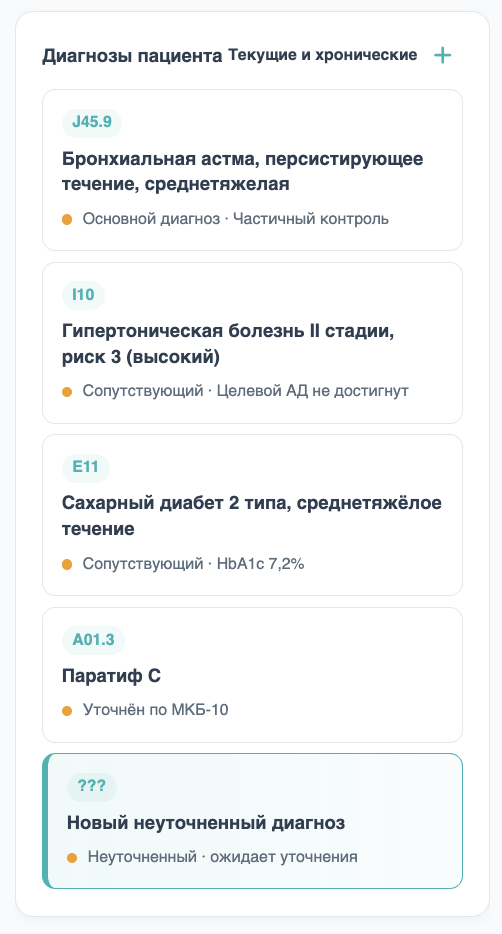 Диагнозы пациента Текущие и хронические +
J45.9
Бронхиальная астма, персистирующее
течение, среднетяжелая
Основной диагноз · Частичный контроль
I10
Гипертоническая болезнь II стадии,
риск 3 (высокий)
Сопутствующий · Целевой АД не достигнут
E11
Сахарный диабет 2 типа, среднетяжёлое
течение
Сопутствующий · HbA1c 7,2%
A01.3
Паратиф C
Уточнён по МКБ-10
???
Новый неуточненный диагноз
Неуточненный · ожидает уточнения